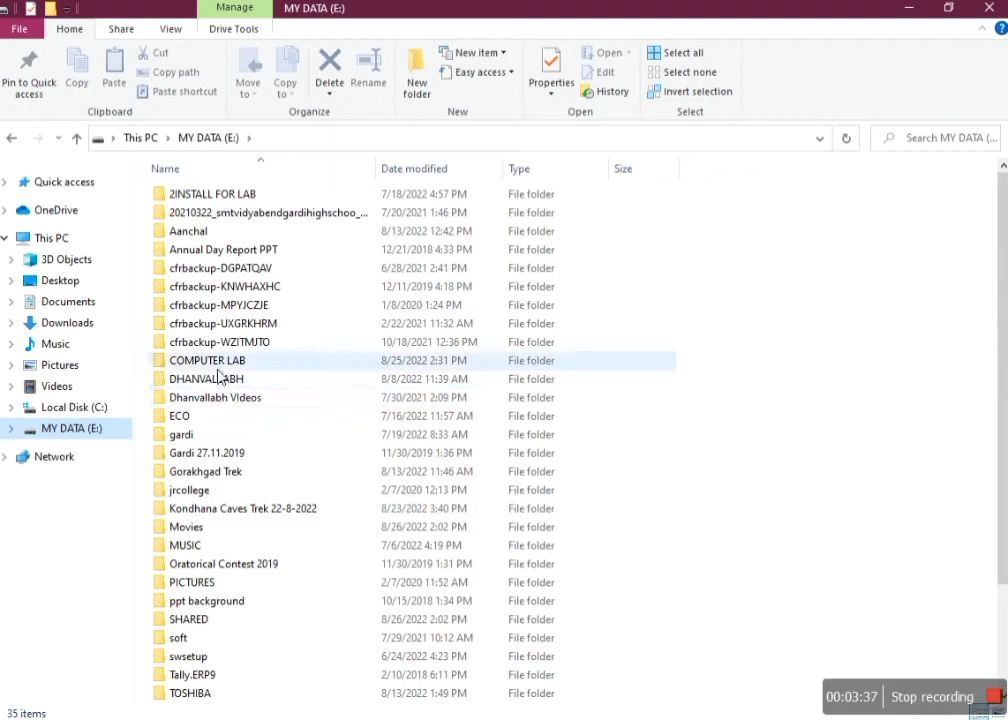 Manage
MY DATA (E:)
File
Home
Share
View
Drive Tools
Pin to Quick access
Copy
Paste
Cut
Copy path
Paste shortcut
Clipboard
Move to
Copy to
Delete
Rename
Organize
New folder
New item
Easy access
New
Properties
Open
Edit
History
Open
Select all
Select none
Invert selection
Select
This PC > MY DATA (E:) >
Search MY DATA (...
Quick access
OneDrive
This PC
3D Objects
Desktop
Documents
Downloads
Music
Pictures
Videos
Local Disk (C:)
MY DATA (E:)
Network
Name Date modified Type Size
2INSTALL FOR LAB 7/18/2022 4:57 PM File folder
20210322_smtvidyabendgardihighschoo_... 7/20/2021 1:46 PM File folder
Aanchal 8/13/2022 12:42 PM File folder
Annual Day Report PPT 12/21/2018 4:33 PM File folder
cfrbackup-DGPATQAV 6/28/2021 2:41 PM File folder
cfrbackup-KNWHAXHC 12/11/2019 4:18 PM File folder
cfrbackup-MPYJCZJE 1/8/2020 1:24 PM File folder
cfrbackup-UXGRKHRM 2/22/2021 11:32 AM File folder
cfrbackup-WZITMJTO 10/18/2021 12:36 PM File folder
COMPUTER LAB 8/25/2022 2:31 PM File folder
DHANVALLABH 8/8/2022 11:39 AM File folder
Dhanvallabh VIdeos 7/30/2021 2:09 PM File folder
ECO 7/16/2022 11:57 AM File folder
gardi 7/19/2022 8:33 AM File folder
Gardi 27.11.2019 11/30/2019 1:36 PM File folder
Gorakhgad Trek 8/13/2022 11:46 AM File folder
jrcollege 2/7/2020 12:13 PM File folder
Kondhana Caves Trek 22-8-2022 8/23/2022 3:40 PM File folder
Movies 8/26/2022 2:02 PM File folder
MUSIC 7/6/2022 4:19 PM File folder
Oratorical Contest 2019 11/30/2019 1:31 PM File folder
PICTURES 2/7/2020 11:52 AM File folder
ppt background 10/15/2018 1:34 PM File folder
SHARED 8/26/2022 2:02 PM File folder
soft 7/29/2021 10:12 AM File folder
swsetup 6/24/2022 4:23 PM File folder
Tally.ERP9 2/10/2018 6:11 PM File folder
TOSHIBA 8/13/2022 1:49 PM File folder
00:03:37 Stop recording
35 items